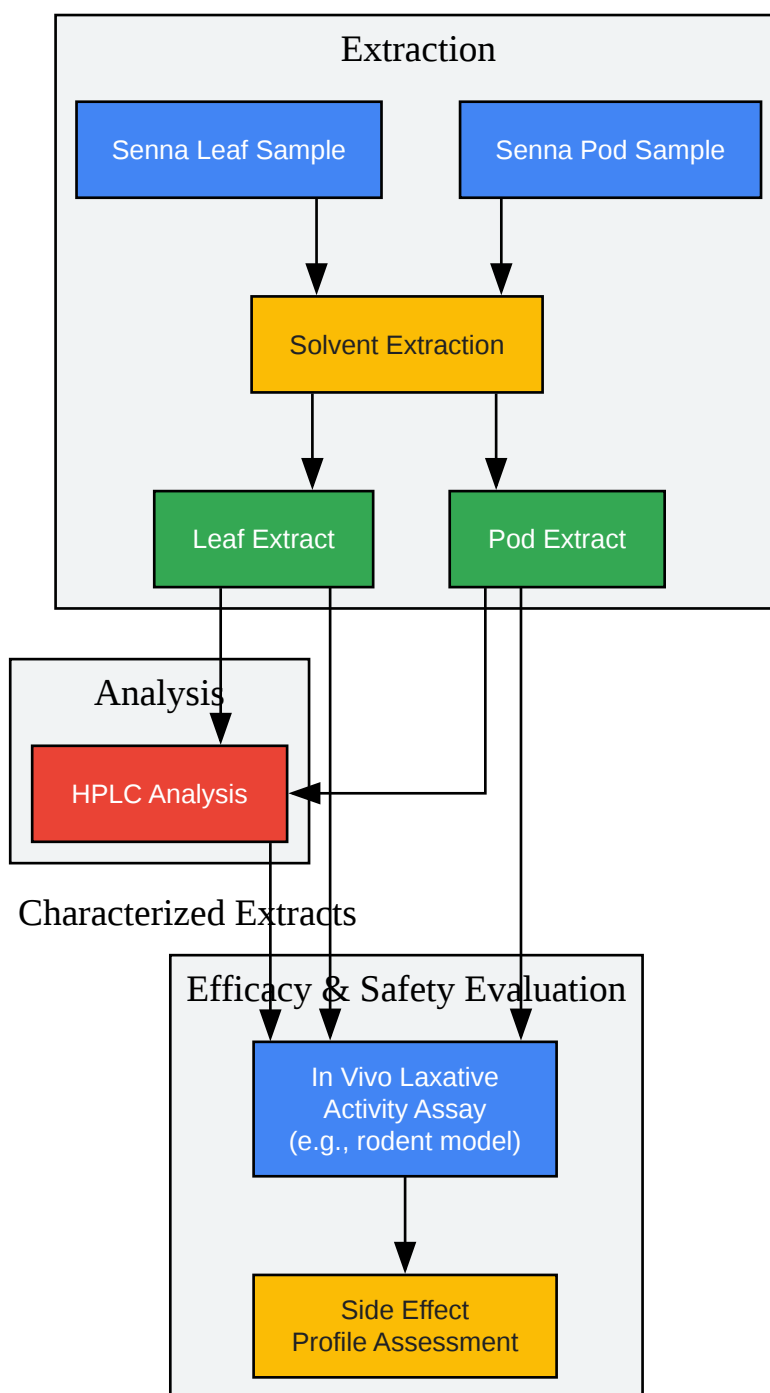 Extraction
Senna Leaf Sample
Senna Pod Sample
Solvent Extraction
Leaf Extract
Pod Extract
Analysis
HPLC Analysis
Characterized Extracts
Efficacy & Safety Evaluation
In Vivo Laxative
Activity Assay
(e.g., rodent model)
Side Effect
Profile Assessment